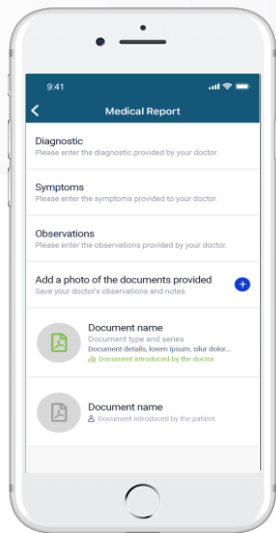 9:41
Medical Report
Diagnostic
Please enter the diagnostic provided by your doctor.
Symptoms
Please enter the symptoms provided to your doctor.
Observations
Please enter the observations provided by your doctor.
Add a photo of the documents provided
Save your doctor's observations and notes.
Document name
Document type and series
Document details, lorem ipsum, silur dolor...
Document introduced by the doctor
Document name
Document introduced by the patient